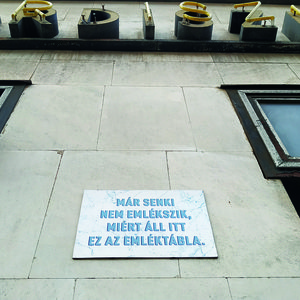 MÁR SENKI
NEM EMLÉKSZIK,
MIÉRT ÁLL ITT
EZ AZ EMLÉKTÁBLA.